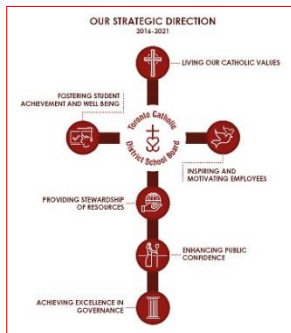 OUR STRATEGIC DIRECTION
2016-2021
LIVING OUR CATHOLIC VALUES
FOSTERING STUDENT
ACHIEVEMENT AND WELL BEING
Toronto Catholic
District School Board
INSPIRING AND
MOTIVATING EMPLOYEES
PROVIDING STEWARDSHIP
OF RESOURCES
ENHANCING PUBLIC
CONFIDENCE
ACHIEVING EXCELLENCE IN
GOVERNANCE